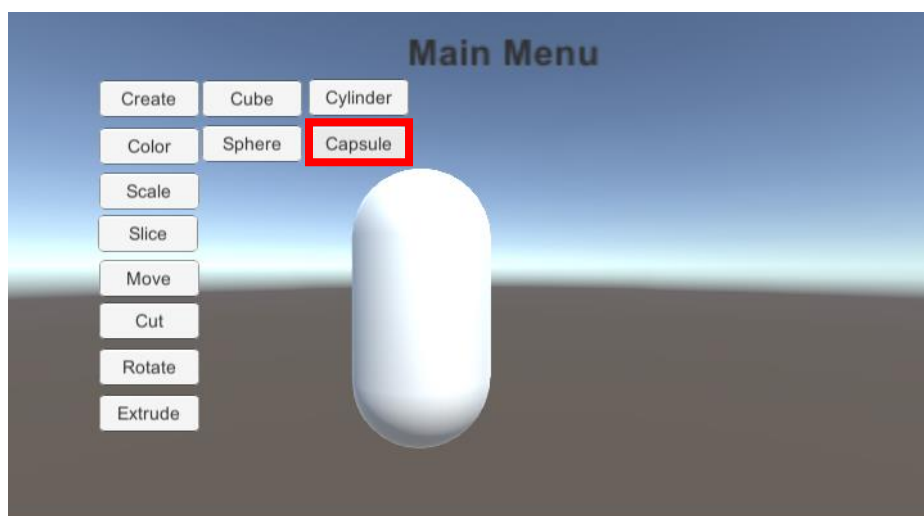 Main Menu
Create Cube Cylinder
Color Sphere Capsule
Scale
Slice
Move
Cut
Rotate
Extrude